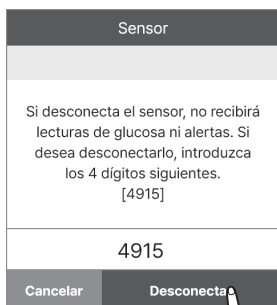 Sensor
Si desconecta el sensor, no recibirá
lecturas de glucosa ni alertas. Si
desea desconectarlo, introduzca
los 4 dígitos siguientes.
[4915]
4915
Cancelar Desconectar